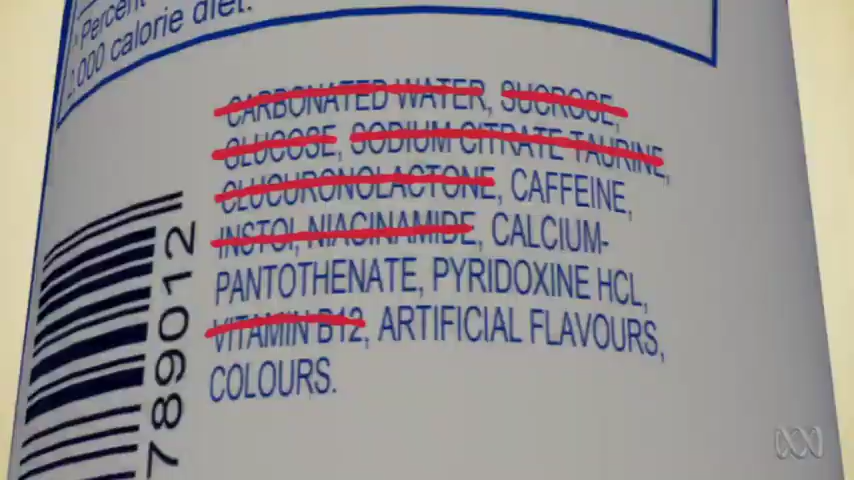 Percent
2,000 calorie diet.
CARBONATED WATER, SUCROSE,
GLUCOSE, SODIUM CITRATE TAURINE,
GLUCURONOLACTONE, CAFFEINE,
INSTOL, NIACINAMIDE, CALCIUM-
PANTOTHENATE, PYRIDOXINE HCL,
VITAMIN B12, ARTIFICIAL FLAVOURS,
COLOURS.
789012